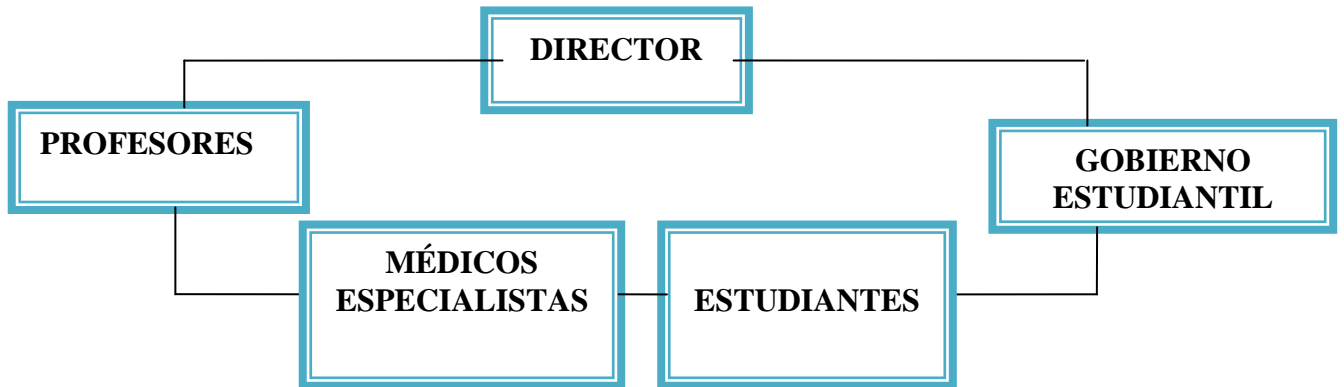 DIRECTOR
PROFESORES
GOBIERNO
ESTUDIANTIL
MÉDICOS
ESPECIALISTAS
ESTUDIANTES